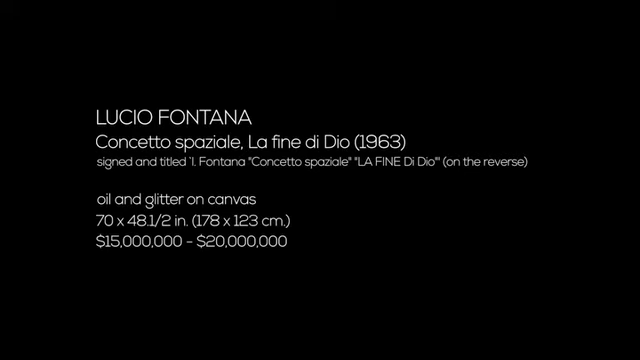 LUCIO FONTANA
Concetto spaziale, La fine di Dio (1963)
signed and titled `l. Fontana "Concetto spaziale" "LA FINE Di Dio"' (on the reverse)
oil and glitter on canvas
70 x 48.1/2 in. (178 x 123 cm.)
$15,000,000 - $20,000,000